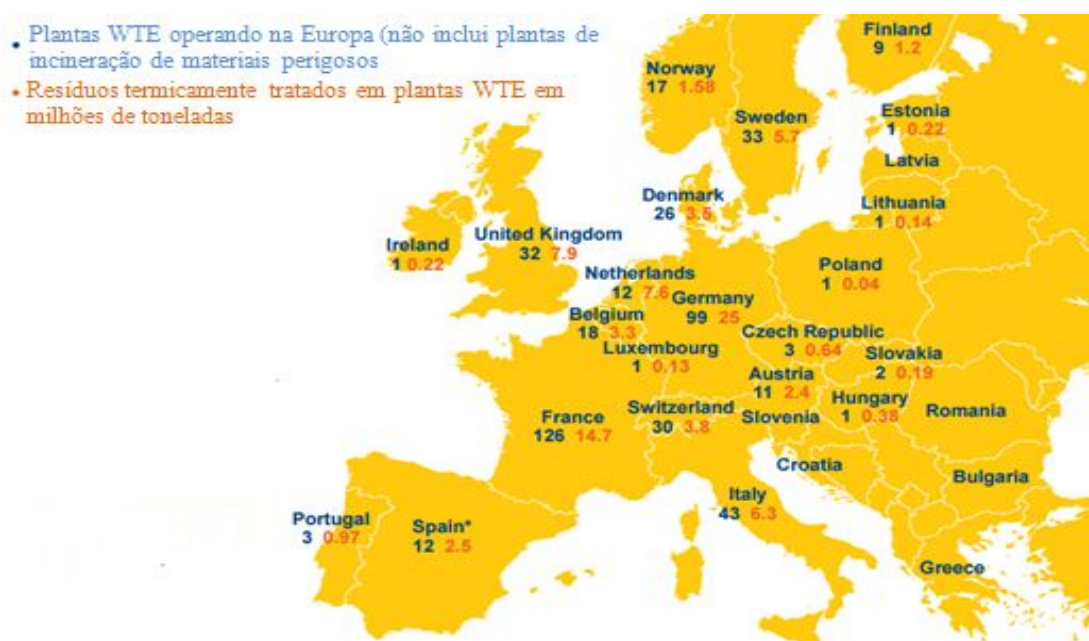 • Plantas WTE operando na Europa (não inclui plantas de
incineração de materiais perigosos
• Resíduos termicamente tratados em plantas WTE em
milhões de toneladas
Finland
9 1.2
Norway
17 1.58
Sweden
33 5.7
Estonia
1 0.22
Latvia
Denmark
26 3.5
Lithuania
1 0.14
Ireland
1 0.22
United Kingdom
32 7.9
Netherlands
12 7.6
Poland
1 0.04
Germany
99 25
Belgium
18 3.3
Czech Republic
3 0.64
Luxembourg
1 0.13
Slovakia
2 0.19
Austria
11 2.4
Hungary
1 0.38
Romania
France
126 14.7
Switzerland
30 3.8
Slovenia
Croatia
Bulgaria
Italy
43 6.3
Portugal
3 0.97
Spain*
12 2.5
Greece